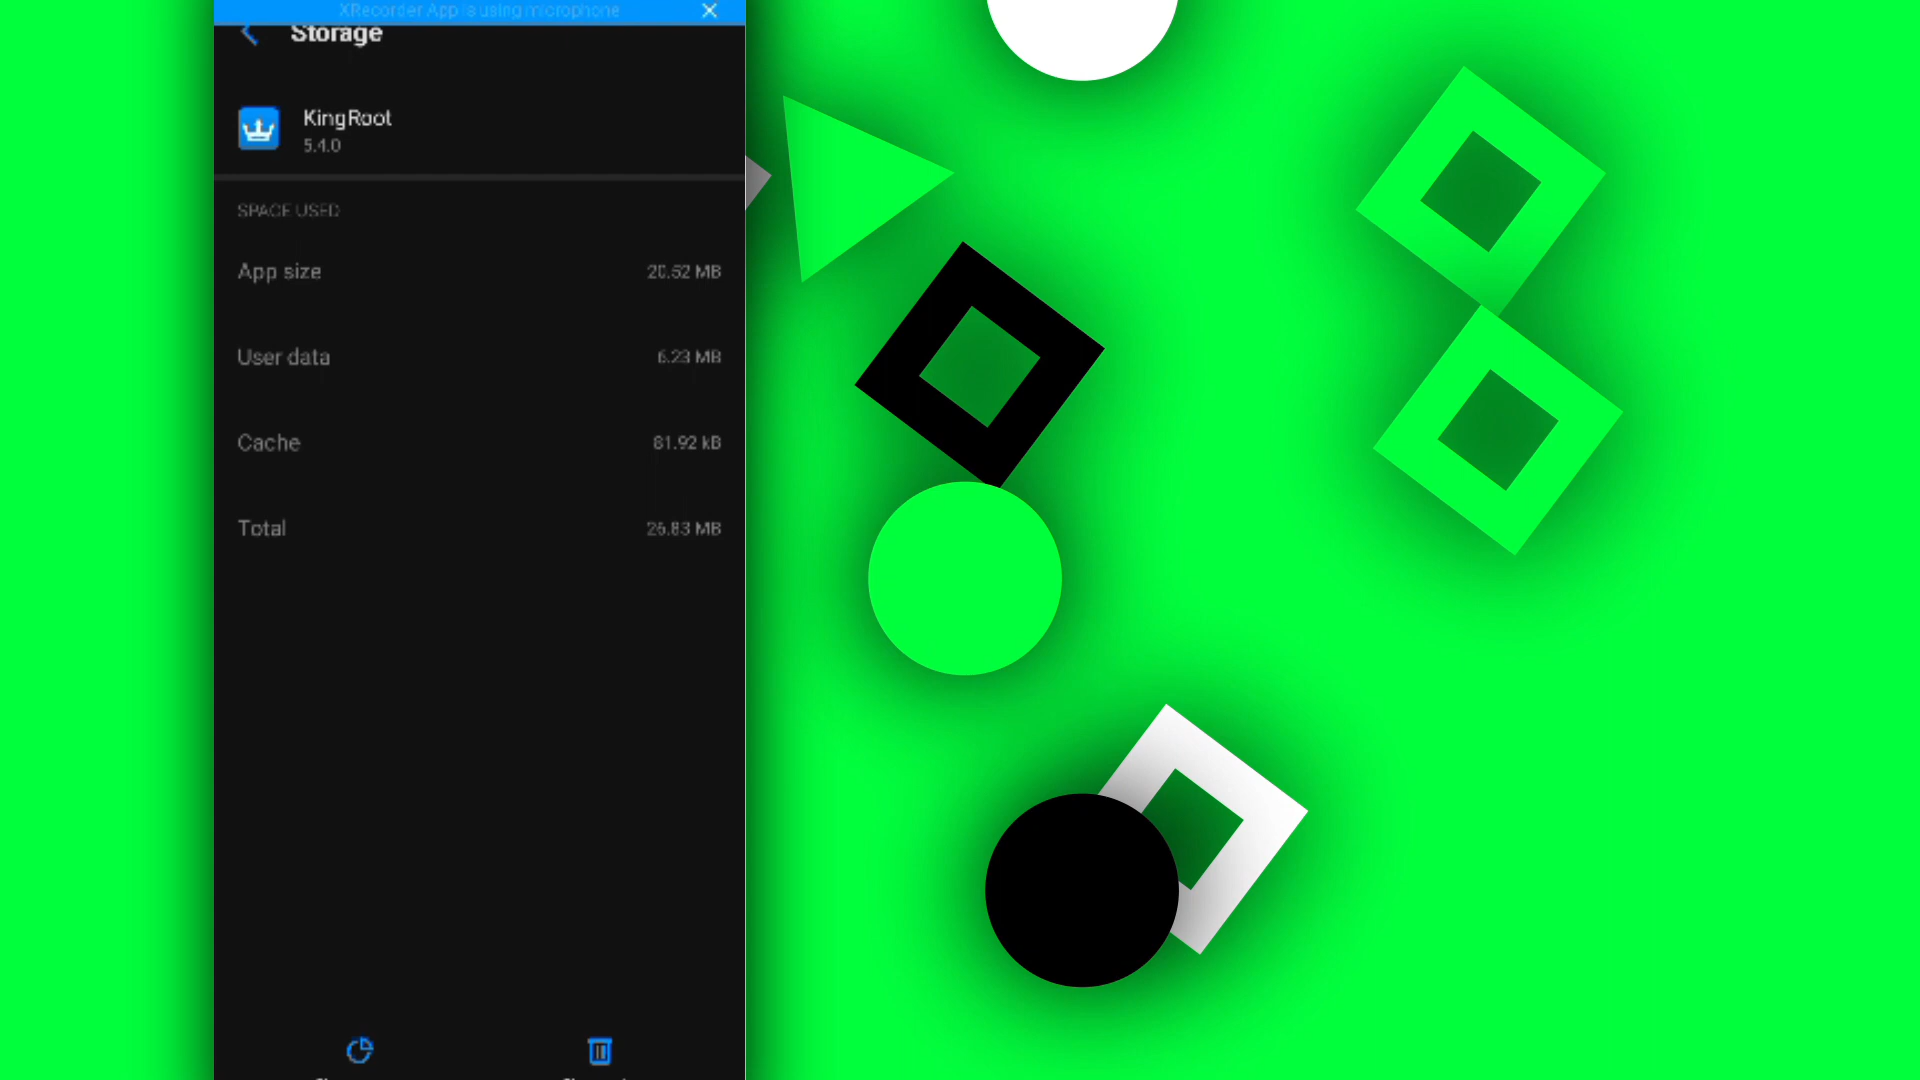 XRecorder App is using microphone
Storage
KingRoot
5.4.0
SPACE USED
App size 20.52 MB
User data 6.23 MB
Cache 81.92 kB
Total 26.83 MB